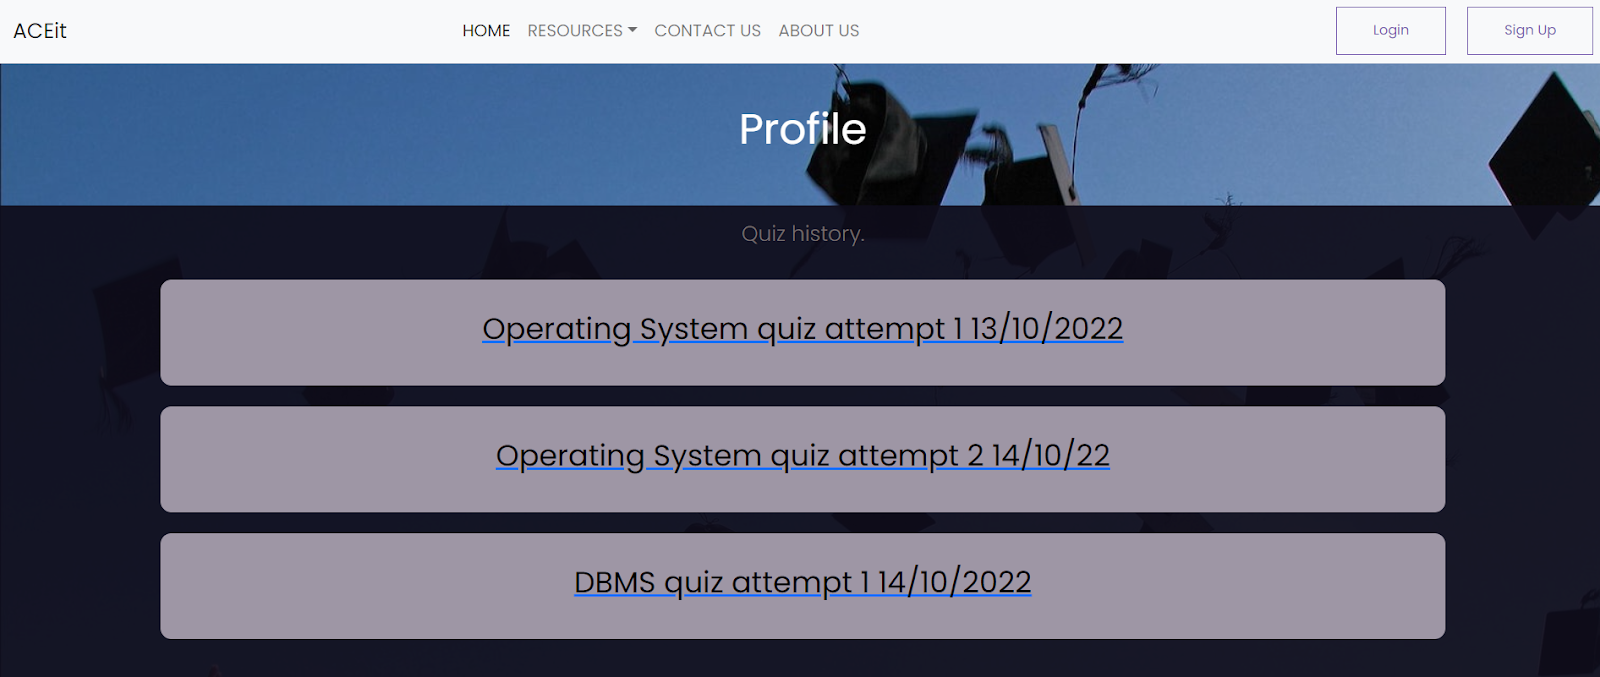 ACEit HOME RESOURCES CONTACT US ABOUT US Login Sign Up
Profile
Quiz history.
Operating System quiz attempt 1 13/10/2022
Operating System quiz attempt 2 14/10/22
DBMS quiz attempt 1 14/10/2022